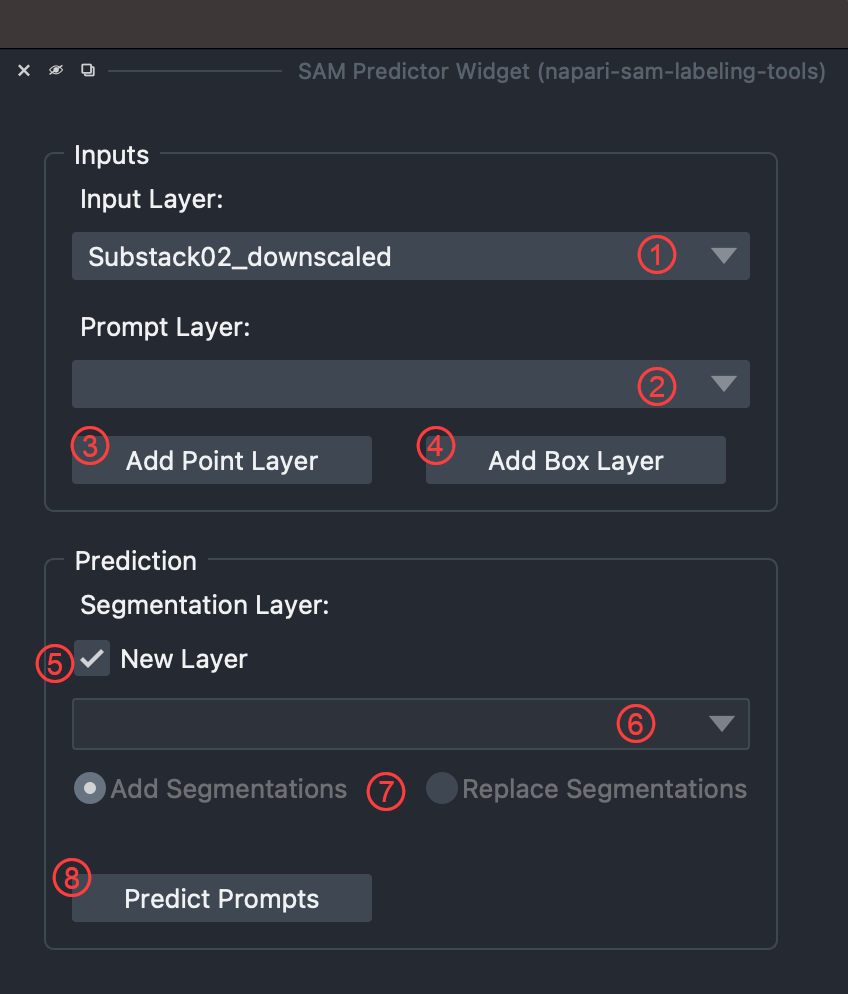 SAM Predictor Widget (napari-sam-labeling-tools)
Inputs
Input Layer:
Substack02_downscaled 1
Prompt Layer:
2
3 Add Point Layer 4 Add Box Layer
Prediction
Segmentation Layer:
5 New Layer
6
Add Segmentations 7 Replace Segmentations
8 Predict Prompts